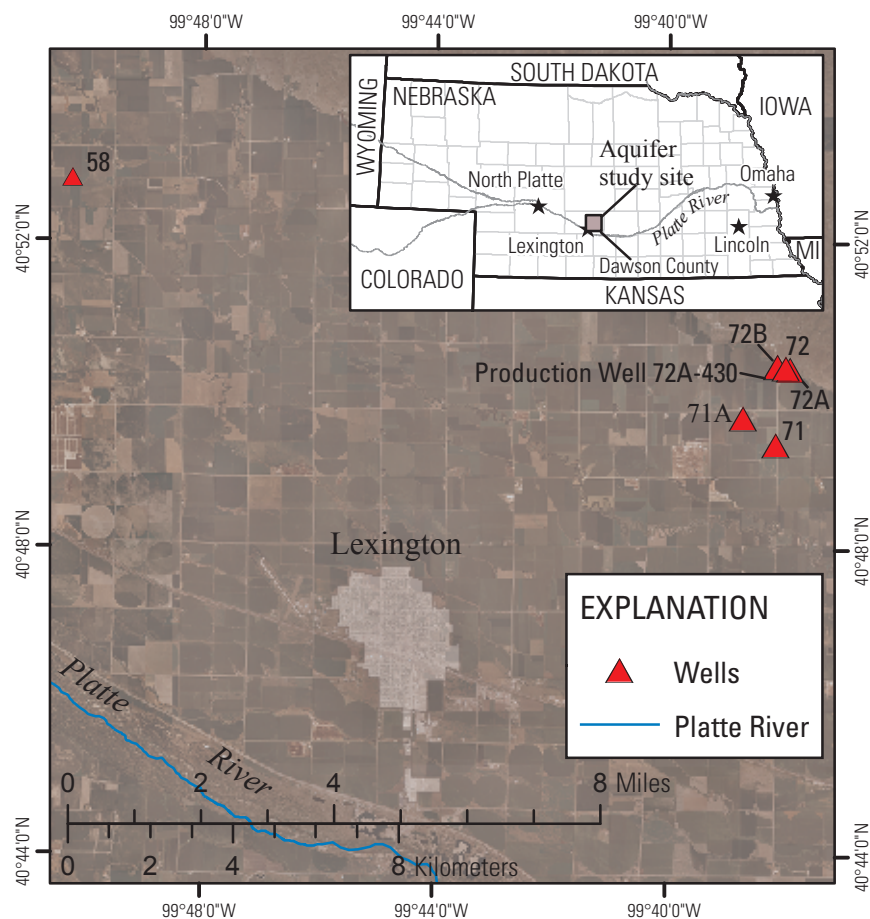 99°48'0"W
99°44'0"W
99°40'0"W
SOUTH DAKOTA
NEBRASKA
IOWA
WYOMING
Aquifer
study site
North Platte
Omaha
Platte River
Lexington
Lincoln
Dawson County
MI
COLORADO
KANSAS
58
40°52'0"N
40°52'0"N
72B
72
Production Well 72A-430
72A
71A
71
40°48'0"N
40°48'0"N
Lexington
EXPLANATION
Wells
Platte River
Platte
River
0
2
4
8 Miles
0
2
4
8 Kilometers
40°44'0"N
40°44'0"N
99°48'0"W
99°44'0"W
99°40'0"W